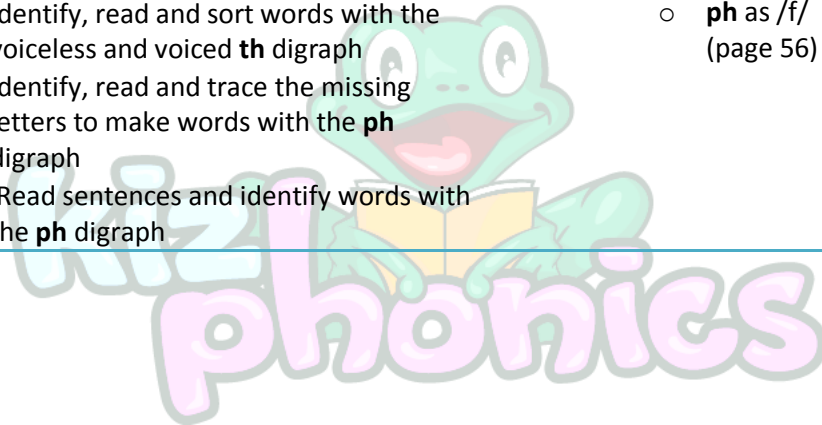 dentify, read and sort words with the
voiceless and voiced th digraph
dentify, read and trace the missing
etters to make words with the ph
digraph
Read sentences and identify words with
he ph digraph
o ph as /f/
(page 56)
kiz
phonics